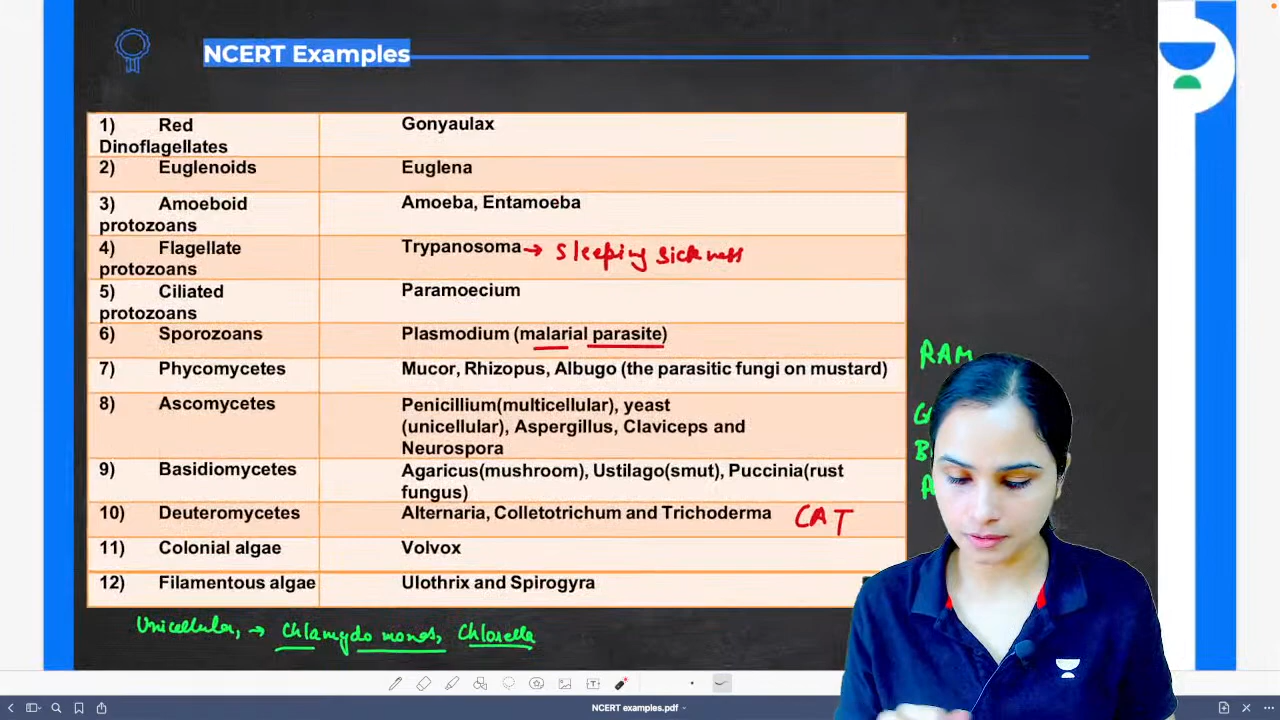 NCERT Examples
1) Red Dinoflagellates Gonyaulax
2) Euglenoids Euglena
3) Amoeboid protozoans Amoeba, Entamoeba
4) Flagellate protozoans Trypanosoma → Sleeping sickness
5) Ciliated protozoans Paramoecium
6) Sporozoans Plasmodium (malarial parasite)
RAM
7) Phycomycetes Mucor, Rhizopus, Albugo (the parasitic fungi on mustard)
8) Ascomycetes Penicillium(multicellular), yeast
(unicellular), Aspergillus, Claviceps and
Neurospora
9) Basidiomycetes Agaricus(mushroom), Ustilago(smut), Puccinia(rust
fungus)
10) Deuteromycetes Alternaria, Colletotrichum and Trichoderma CAT
11) Colonial algae Volvox
12) Filamentous algae Ulothrix and Spirogyra
Unicellular, → Chlamydomonas, Chlorella
NCERT examples.pdf